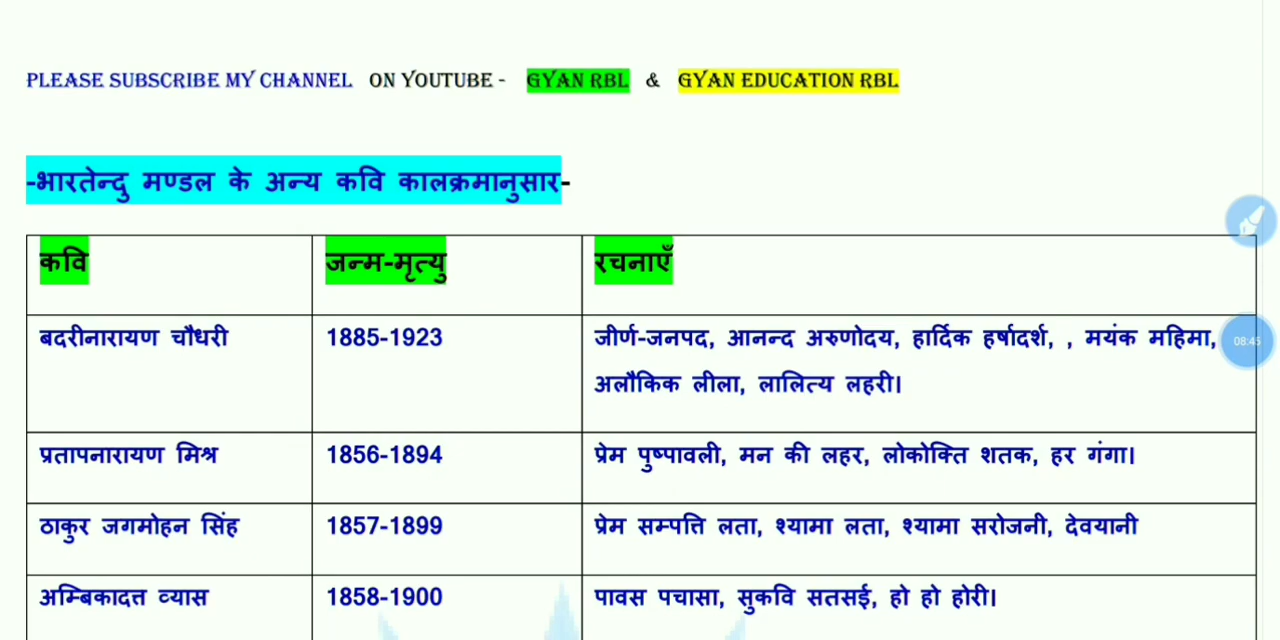 PLEASE SUBSCRIBE MY CHANNEL ON YOUTUBE - GYAN RBL & GYAN EDUCATION RBL
-भारतेन्दु मण्डल के अन्य कवि कालक्रमानुसार-
कवि जन्म-मृत्यु रचनाएँ
बदरीनारायण चौधरी 1885-1923 जीर्ण-जनपद, आनन्द अरुणोदय, हार्दिक हर्षादर्श, , मयंक महिमा,
08:45
अलौकिक लीला, लालित्य लहरी।
प्रतापनारायण मिश्र 1856-1894 प्रेम पुष्पावली, मन की लहर, लोकोक्ति शतक, हर गंगा।
ठाकुर जगमोहन सिंह 1857-1899 प्रेम सम्पत्ति लता, श्यामा लता, श्यामा सरोजनी, देवयानी
अम्बिकादत्त व्यास 1858-1900 पावस पचासा, सुकवि सतसई, हो हो होरी।